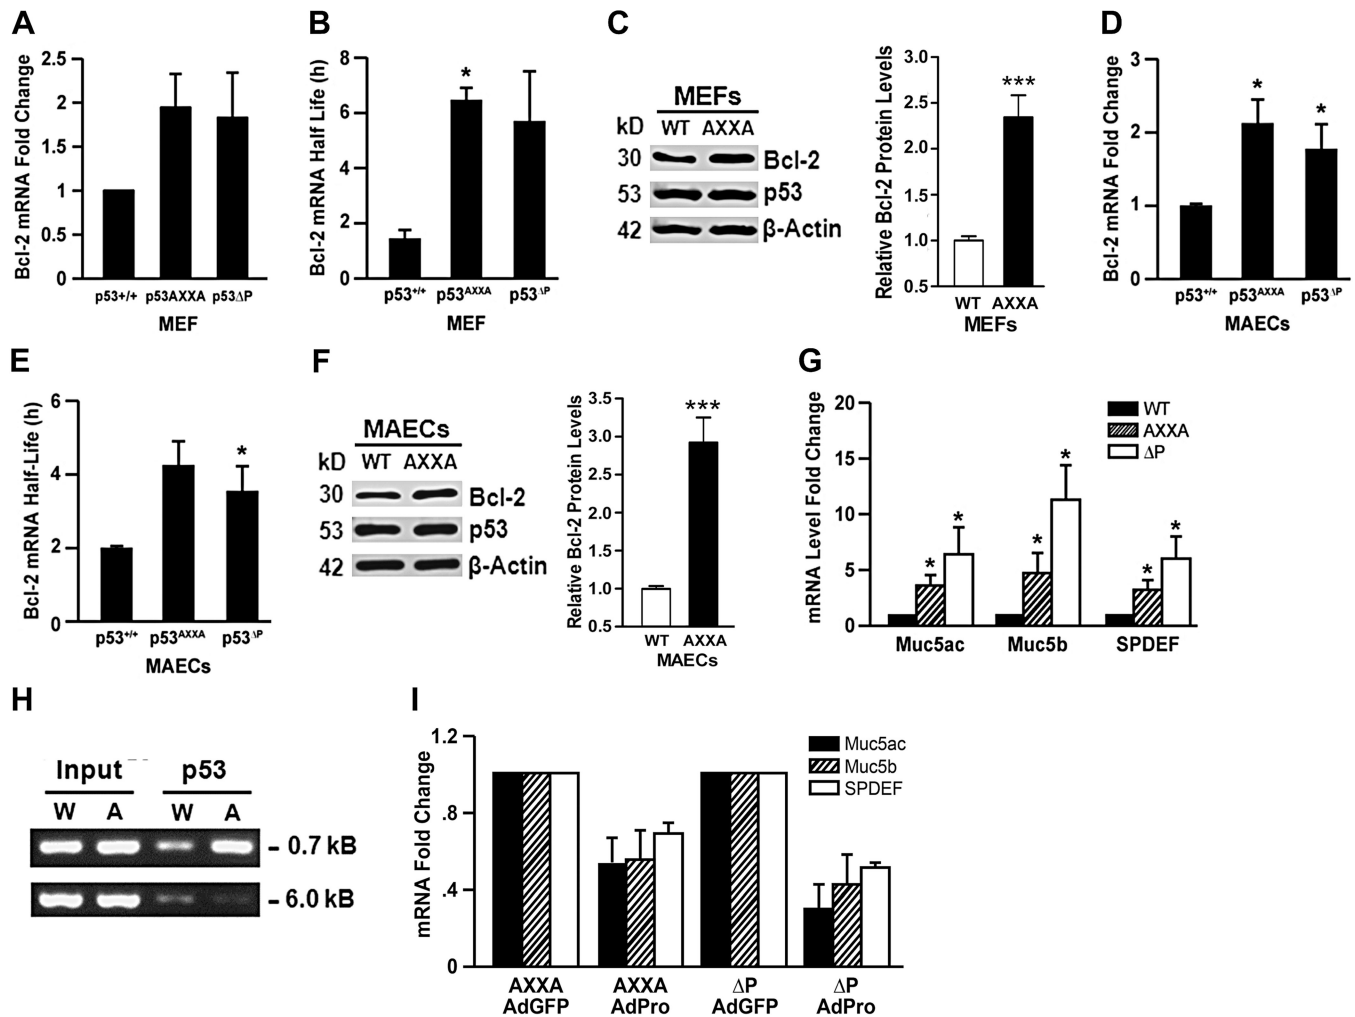 A
Bcl-2 mRNA Fold Change
2.5
2
1.5
1
0.5
0
p53+/+ p53AXXA p53ΔP
MEF
B
Bcl-2 mRNA Half Life (h)
8
6
4
2
0
*
p53+/+ p53AXXA p53ΔP
MEF
C
MEFs
kD WT AXXA
30 Bcl-2
53 p53
42 β-Actin
Relative Bcl-2 Protein Levels
3.0
2.5
2.0
1.5
1.0
0.5
***
WT AXXA
MEFs
D
Bcl-2 mRNA Fold Change
3
2
1
0
* *
p53+/+ p53AXXA p53ΔP
MAECs
E
Bcl-2 mRNA Half-Life (h)
6
4
2
0
*
p53+/+ p53AXXA p53ΔP
MAECs
F
MAECs
kD WT AXXA
30 Bcl-2
53 p53
42 β-Actin
Relative Bcl-2 Protein Levels
3.5
3.0
2.5
2.0
1.5
1.0
0.5
***
WT AXXA
MAECs
G
mRNA Level Fold Change
20
15
10
5
0
WT
AXXA
ΔP
* * * * * *
Muc5ac Muc5b SPDEF
H
Input p53
W A W A
- 0.7 kB
- 6.0 kB
I
mRNA Fold Change
1.2
.8
.4
0
Muc5ac
Muc5b
SPDEF
AXXA AXXA ΔP ΔP
AdGFP AdPro AdGFP AdPro